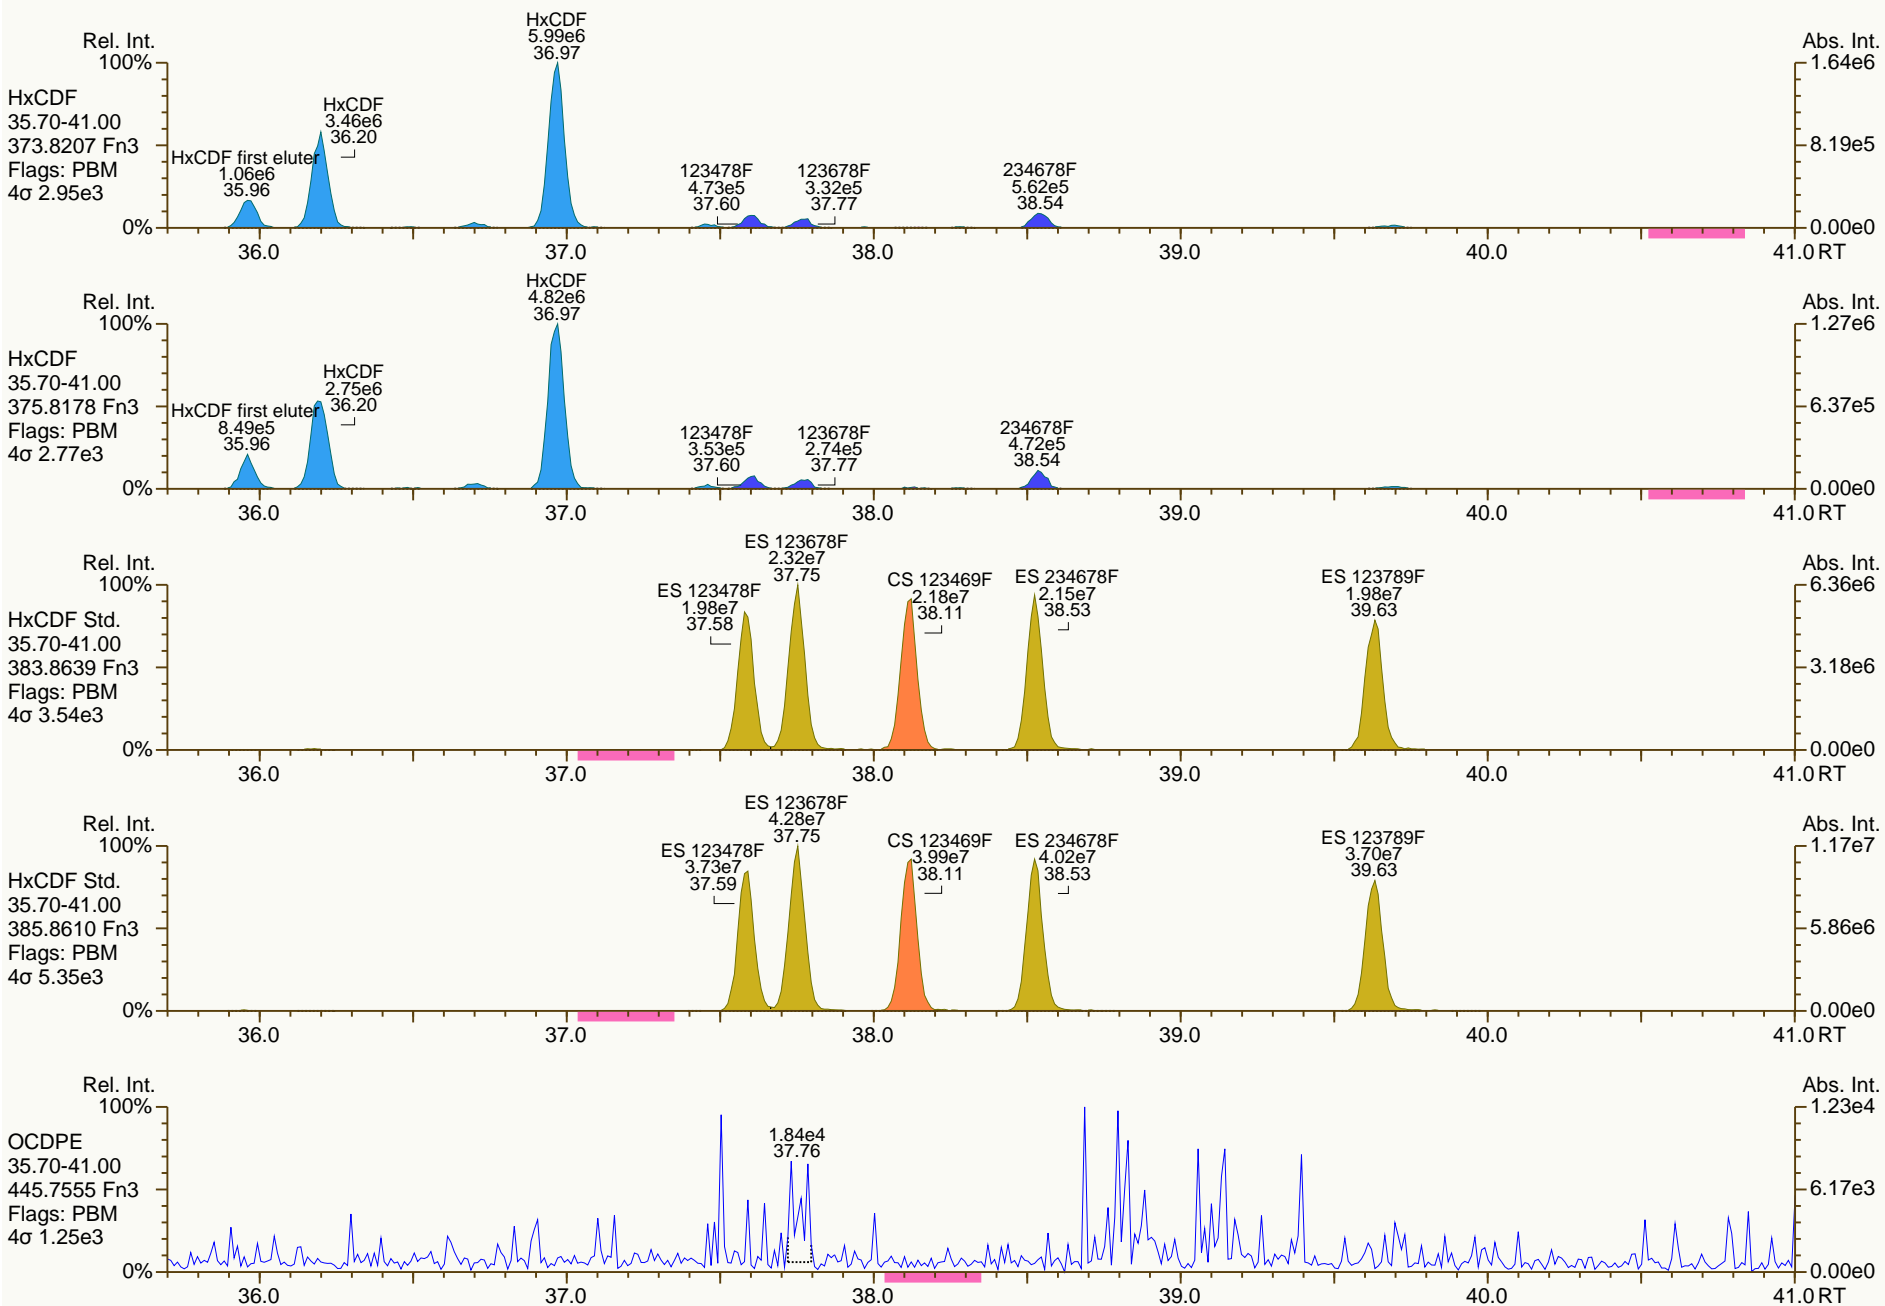 HxCDF
5.99e6
36.97
Rel. Int.
Abs. Int.
100%
1.64e6
HxCDF
35.70-41.00
373.8207 Fn3
Flags: PBM
4σ 2.95e3
HxCDF
3.46e6
36.20
8.19e5
HxCDF first eluter
1.06e6
35.96
123478F
4.73e5
37.60
123678F
3.32e5
37.77
234678F
5.62e5
38.54
0%
0.00e0
36.0 37.0 38.0 39.0 40.0 41.0 RT
HxCDF
4.82e6
36.97
Rel. Int.
Abs. Int.
100%
1.27e6
HxCDF
35.70-41.00
375.8178 Fn3
Flags: PBM
4σ 2.77e3
HxCDF
2.75e6
36.20
6.37e5
HxCDF first eluter
8.49e5
35.96
123478F
3.53e5
37.60
123678F
2.74e5
37.77
234678F
4.72e5
38.54
0%
0.00e0
36.0 37.0 38.0 39.0 40.0 41.0 RT
ES 123678F
2.32e7
37.75
Rel. Int.
Abs. Int.
100%
6.36e6
HxCDF Std.
35.70-41.00
383.8639 Fn3
Flags: PBM
4σ 3.54e3
ES 123478F
1.98e7
37.58
CS 123469F
2.18e7
38.11
ES 234678F
2.15e7
38.53
ES 123789F
1.98e7
39.63
3.18e6
0%
0.00e0
36.0 37.0 38.0 39.0 40.0 41.0 RT
ES 123678F
4.28e7
37.75
Rel. Int.
Abs. Int.
100%
1.17e7
HxCDF Std.
35.70-41.00
385.8610 Fn3
Flags: PBM
4σ 5.35e3
ES 123478F
3.73e7
37.59
CS 123469F
3.99e7
38.11
ES 234678F
4.02e7
38.53
ES 123789F
3.70e7
39.63
5.86e6
0%
0.00e0
36.0 37.0 38.0 39.0 40.0 41.0 RT
Rel. Int.
Abs. Int.
100%
1.23e4
OCDPE
35.70-41.00
445.7555 Fn3
Flags: PBM
4σ 1.25e3
1.84e4
37.76
6.17e3
0%
0.00e0
36.0 37.0 38.0 39.0 40.0 41.0 RT